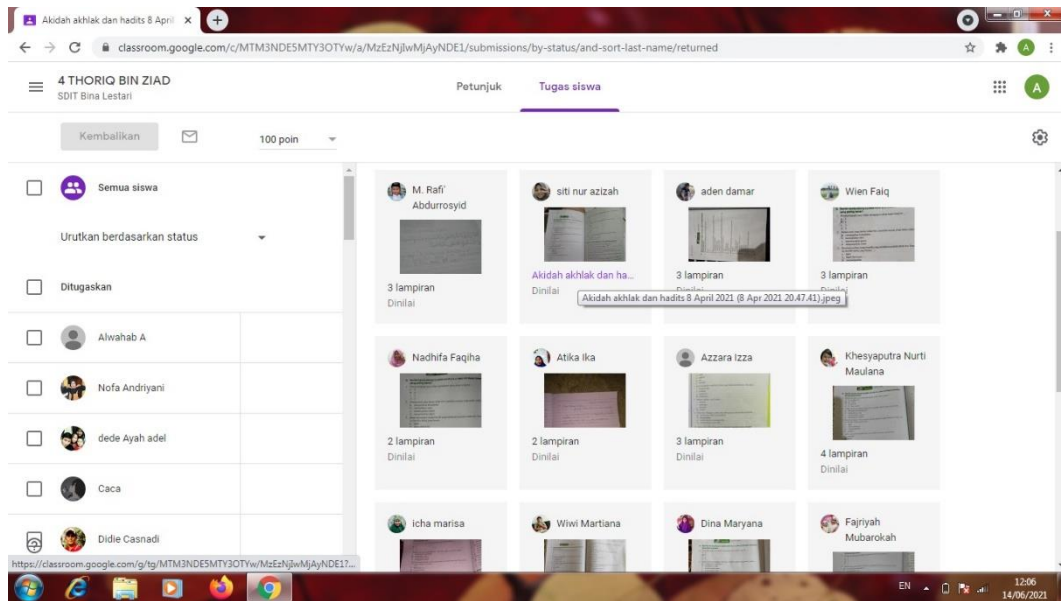 Akidah akhlak dan hadits 8 April
classroom.google.com/c/MTM3NDE5MTY3OTYw/a/MzEzNjIwMjAyNDE1/submissions/by-status/and-sort-last-name/returned
4 THORIQ BIN ZIAD
SDIT Bina Lestari
Petunjuk
Tugas siswa
A
A
Kembalikan
100 poin
Semua siswa
Urutkan berdasarkan status
Ditugaskan
Alwahab A
Nofa Andriyani
dede Ayah adel
Caca
Didie Casnadi
M. Rafi'
Abdurrosyid
3 lampiran
Dinilai
siti nur azizah
Akidah akhlak dan ha...
Dinilai
aden damar
3 lampiran
Wien Faiq
3 lampiran
Akidah akhlak dan hadits 8 April 2021 (8 Apr 2021 20.47.41).jpeg
Nadhifa Faqiha
2 lampiran
Dinilai
Atika Ika
2 lampiran
Dinilai
Azzara Izza
3 lampiran
Dinilai
Khesyaputra Nurti
Maulana
4 lampiran
Dinilai
icha marisa
Wiwi Martiana
Dina Maryana
Fajriyah
Mubarokah
https://classroom.google.com/g/tg/MTM3NDE5MTY3OTYw/MzEzNjIwMjAyNDE1?...
EN
12:06
14/06/2021